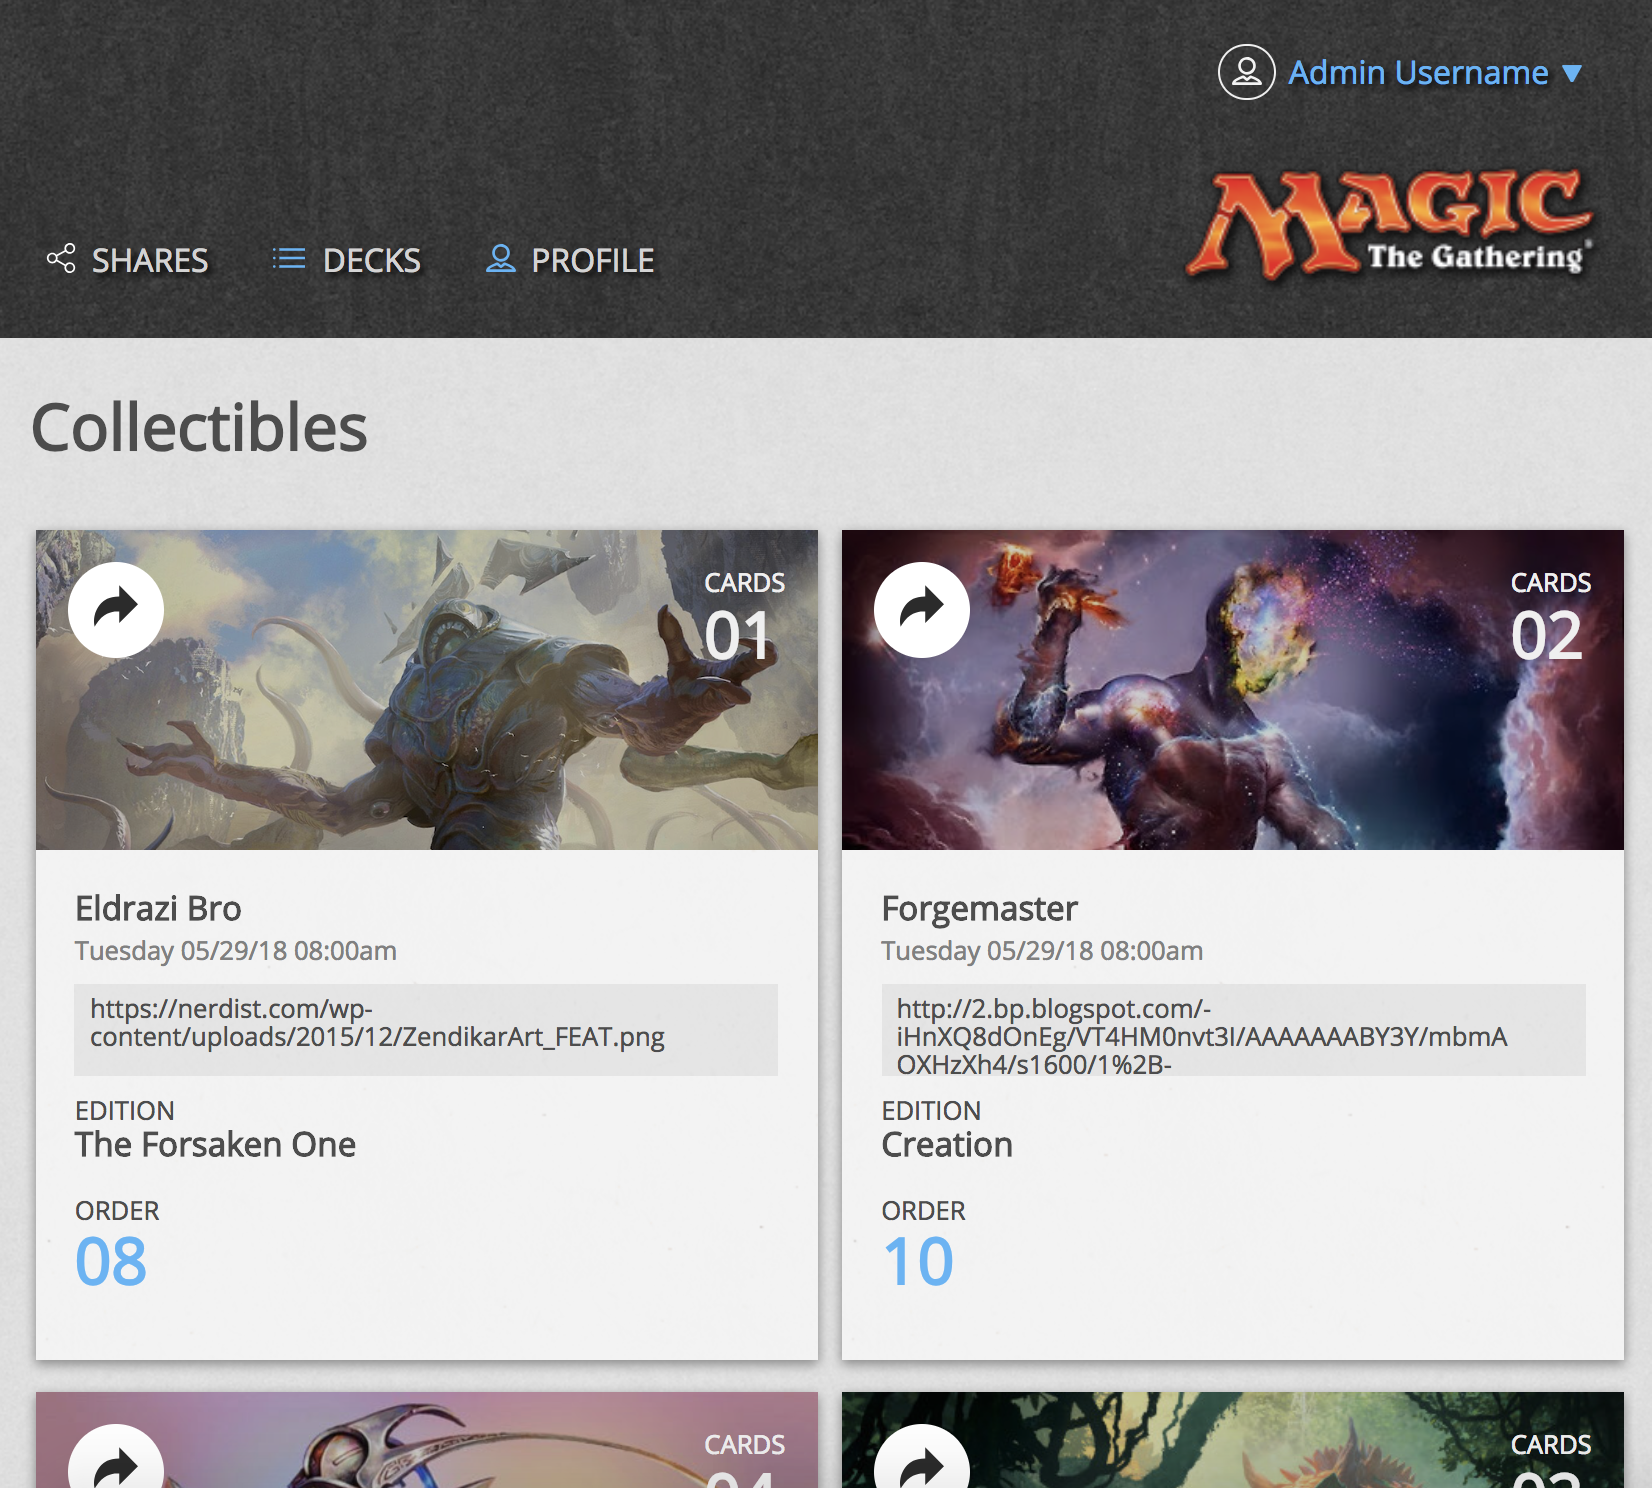 Admin Username
MAGIC
The Gathering®
SHARES DECKS PROFILE
Collectibles
CARDS
01
Eldrazi Bro
Tuesday 05/29/18 08:00am
https://nerdist.com/wp-
content/uploads/2015/12/ZendikarArt_FEAT.png
EDITION
The Forsaken One
ORDER
08
CARDS
02
Forgemaster
Tuesday 05/29/18 08:00am
http://2.bp.blogspot.com/-
iHnXQ8dOnEg/VT4HM0nvt3I/AAAAAAABY3Y/mbmA
OXHzXh4/s1600/1%2B-
EDITION
Creation
ORDER
10
CARDS
04
CARDS